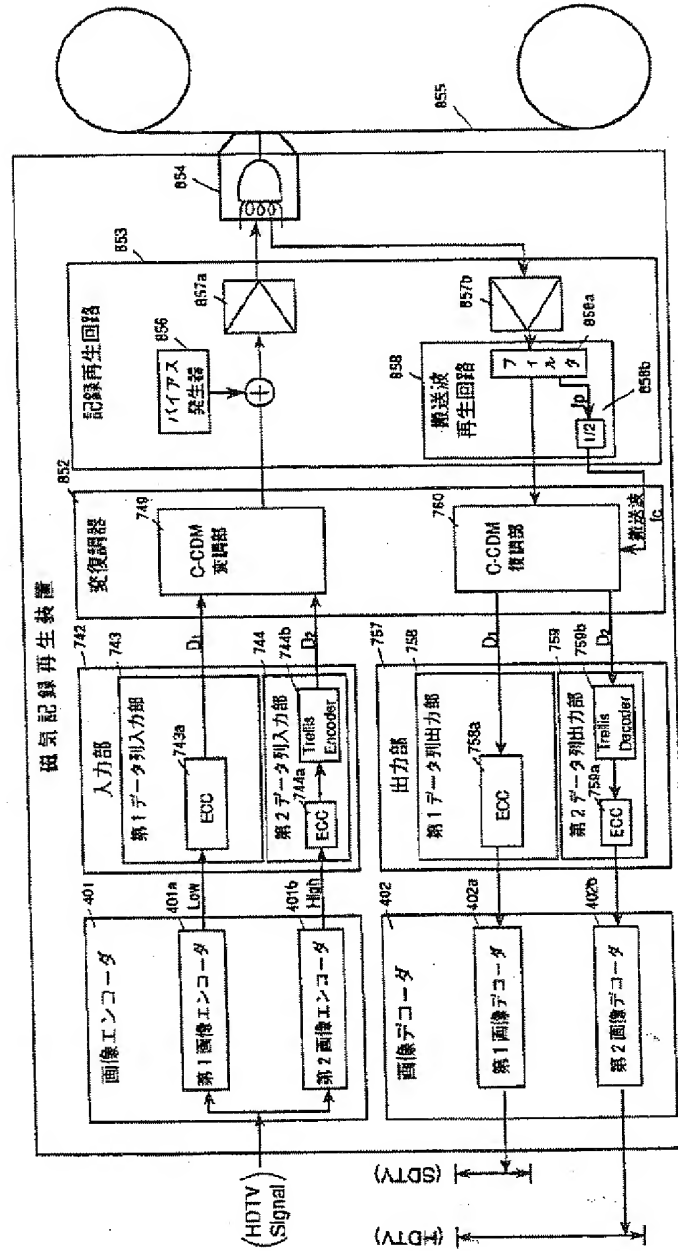 磁気記録再生装置
(HDTV Signal)
401
画像エンコーダ
401a
第1画像エンコーダ
Low
401b
第2画像エンコーダ
High
742
入力部
743
第1データ列入力部
743a
ECC
744
第2データ列入力部
744a
ECC
744b
Trellis Encoder
D1
D2
852
変復調器
749
C-CDM
変調部
853
記録再生回路
856
バイアス
発生器
857a
854
855
857b
858
搬送波
再生回路
858a
フィルタ
fp
1/2
858b
搬送波
fc
760
C-CDM
復調部
D1
D2
757
出力部
758
第1データ列出力部
758a
ECC
759
第2データ列出力部
759a
ECC
759b
Trellis Decoder
402
画像デコーダ
402a
第1画像デコーダ
402b
第2画像デコーダ
(SDTV)
(HDTV)